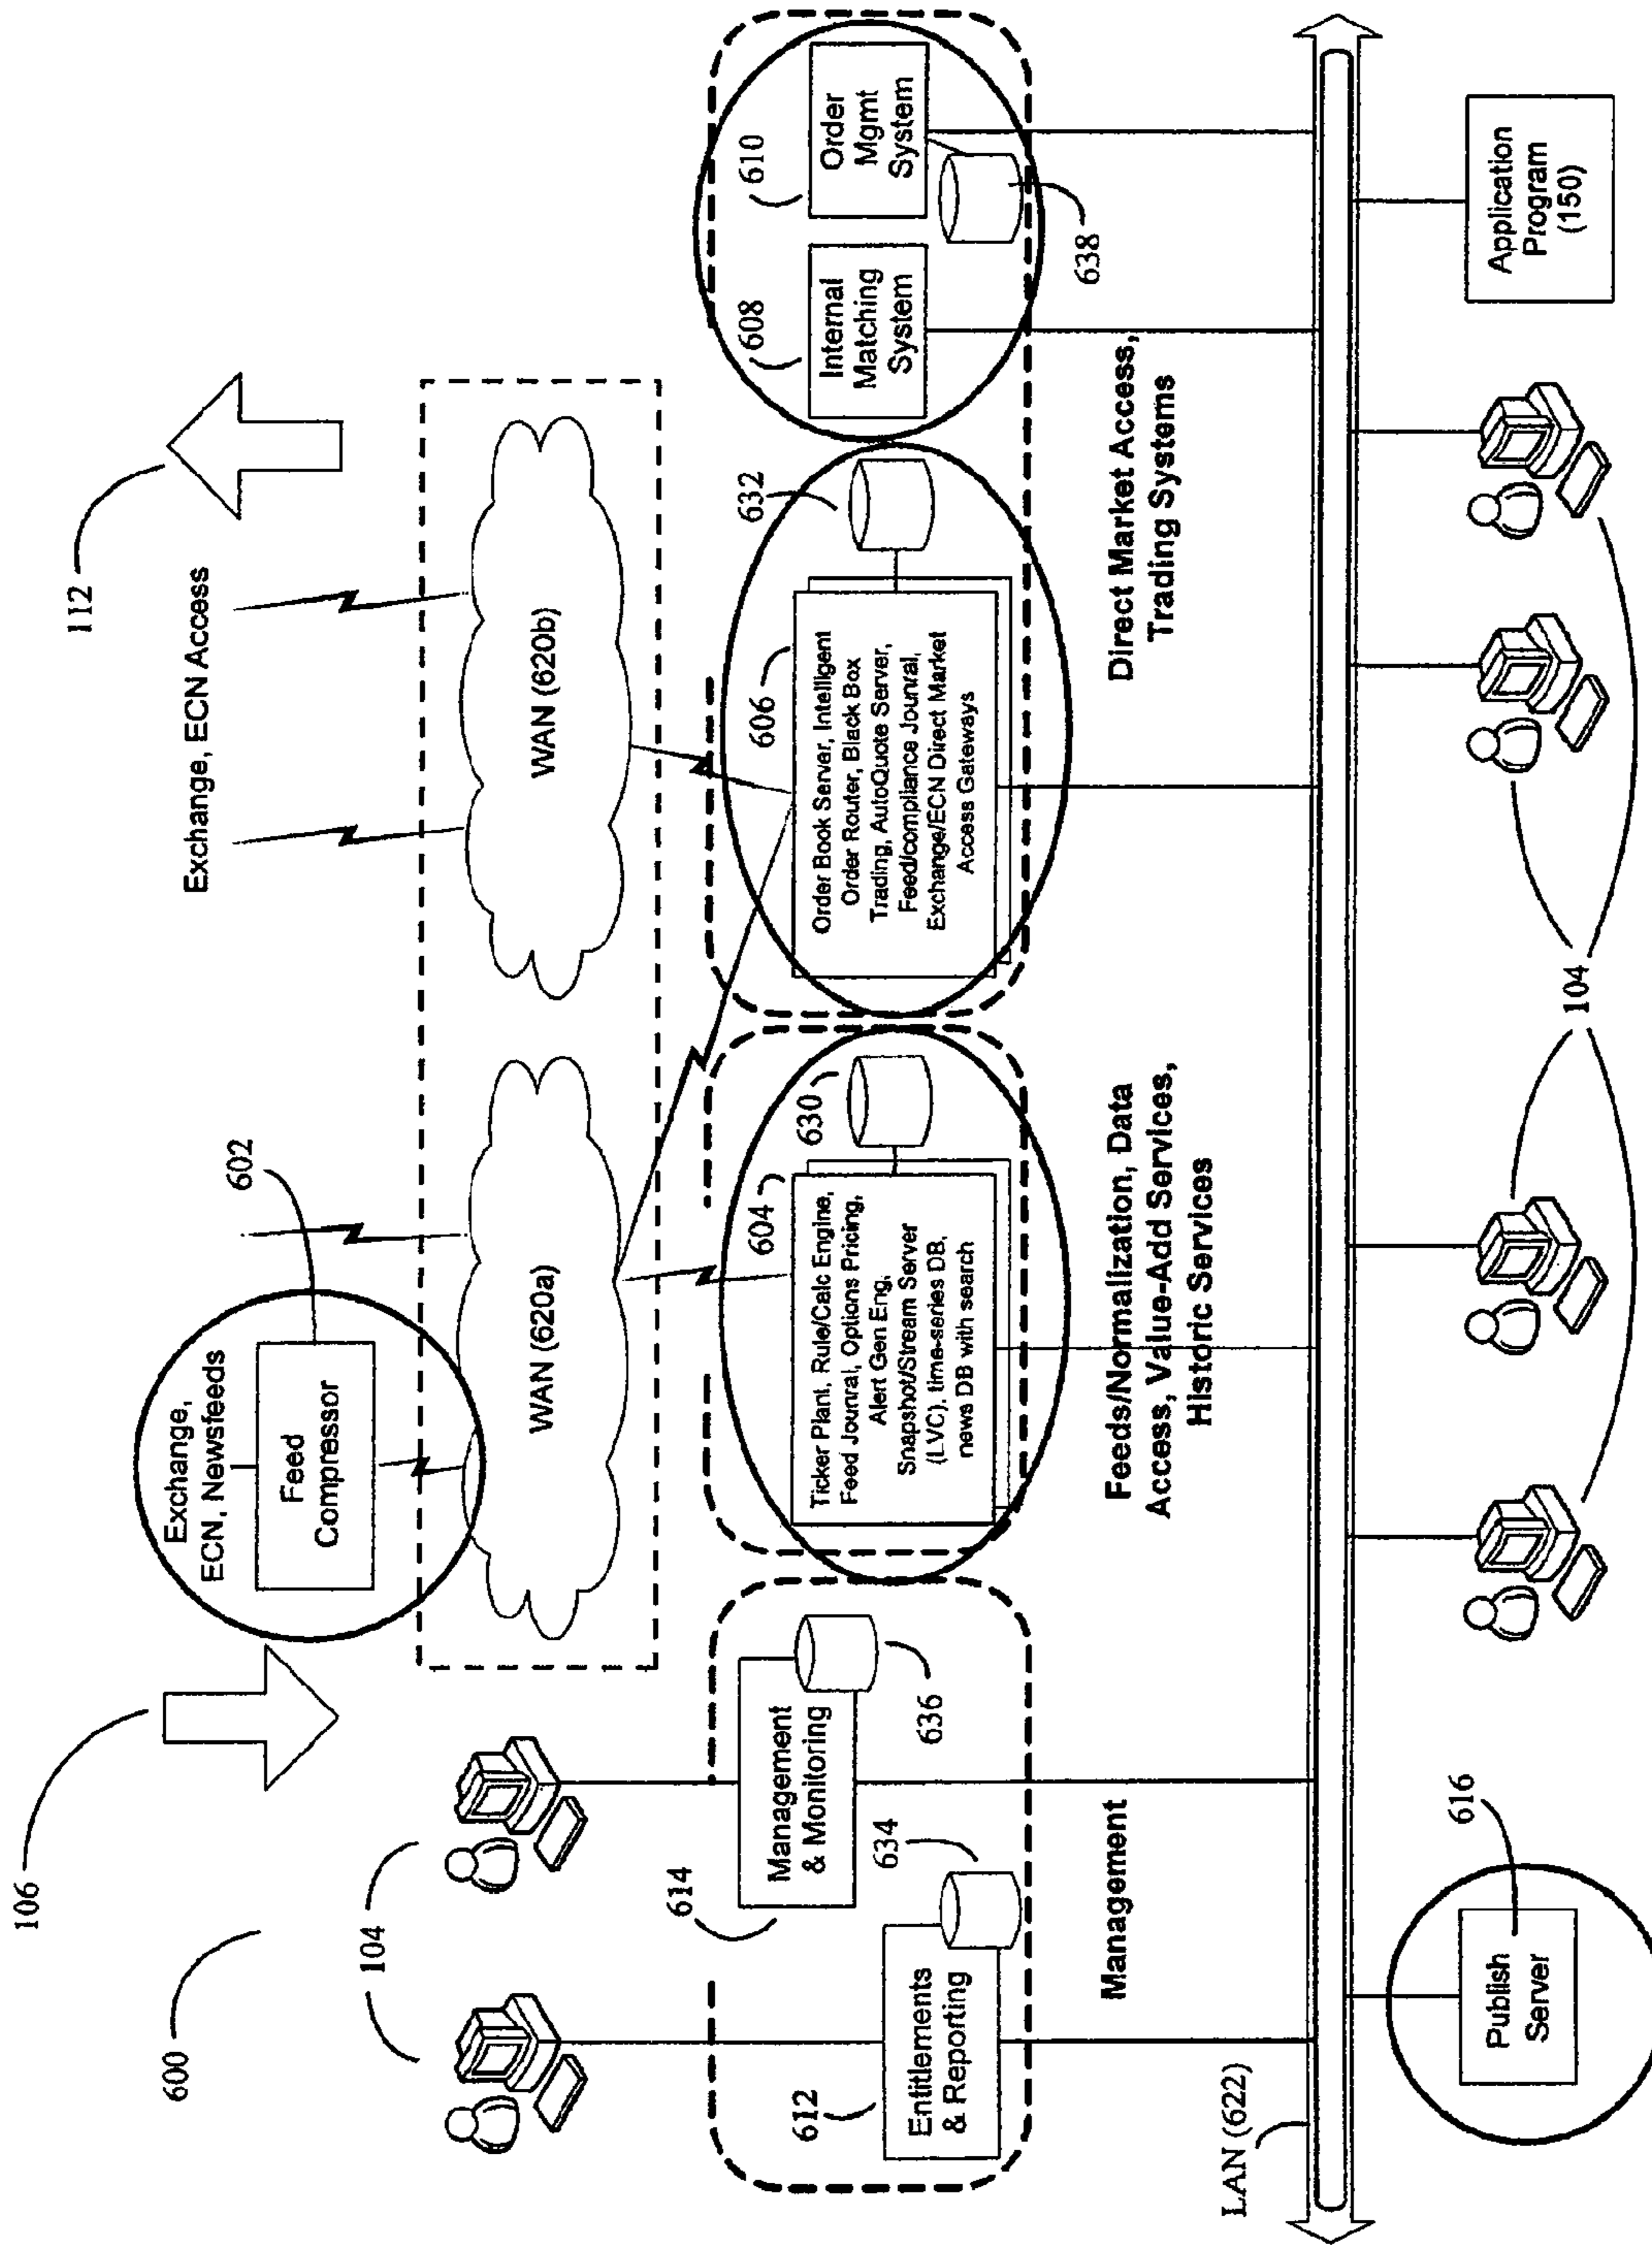 600
106
112
Exchange,
ECN, Newsfeeds
Feed
Compressor
602
Exchange, ECN Access
104
WAN (620a)
WAN (620b)
612
Entitlements
& Reporting
634
614
Management
& Monitoring
636
604
Ticker Plant, Rule/Calc Engine,
Feed Jounral, Options Pricing,
Alert Gen Eng,
Snapshot/Stream Server
(LVC), time-series DB,
news DB with search
630
606
Order Book Server, Intelligent
Order Router, Black Box
Trading, AutoQuote Server,
Feed/compliance Jounral,
Exchange/ECN Direct Market
Access Gateways
632
608
Internal
Matching
System
610
Order
Mgmt
System
638
Management
Feeds/Normalization, Data
Access, Value-Add Services,
Historic Services
Direct Market Access,
Trading Systems
LAN (622)
Publish
Server
616
104
Application
Program
(150)